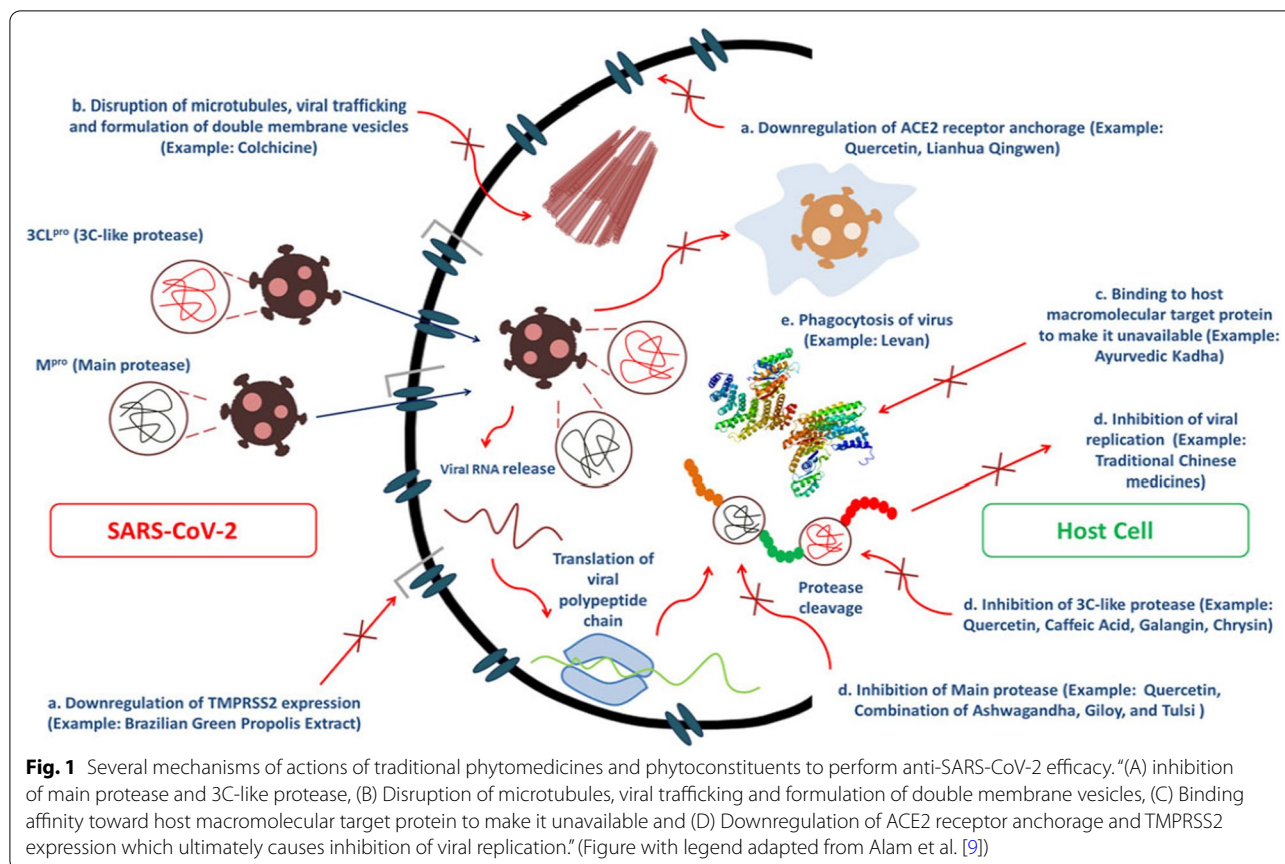 b. Disruption of microtubules, viral trafficking
and formulation of double membrane vesicles
(Example: Colchicine)
a. Downregulation of ACE2 receptor anchorage (Example:
Quercetin, Lianhua Qingwen)
3CLpro (3C-like protease)
Mpro (Main protease)
e. Phagocytosis of virus
(Example: Levan)
c. Binding to host
macromolecular target protein
to make it unavailable (Example:
Ayurvedic Kadha)
d. Inhibition of viral
replication (Example:
Traditional Chinese
medicines)
Viral RNA release
SARS-CoV-2
Host Cell
Translation of
viral
polypeptide
chain
Protease
cleavage
d. Inhibition of 3C-like protease (Example:
Quercetin, Caffeic Acid, Galangin, Chrysin)
a. Downregulation of TMPRSS2 expression
(Example: Brazilian Green Propolis Extract)
d. Inhibition of Main protease (Example: Quercetin,
Combination of Ashwagandha, Giloy, and Tulsi )
Fig. 1 Several mechanisms of actions of traditional phytomedicines and phytoconstituents to perform anti-SARS-CoV-2 efficacy. "(A) inhibition
of main protease and 3C-like protease, (B) Disruption of microtubules, viral trafficking and formulation of double membrane vesicles, (C) Binding
affinity toward host macromolecular target protein to make it unavailable and (D) Downregulation of ACE2 receptor anchorage and TMPRSS2
expression which ultimately causes inhibition of viral replication." (Figure with legend adapted from Alam et al. [9])